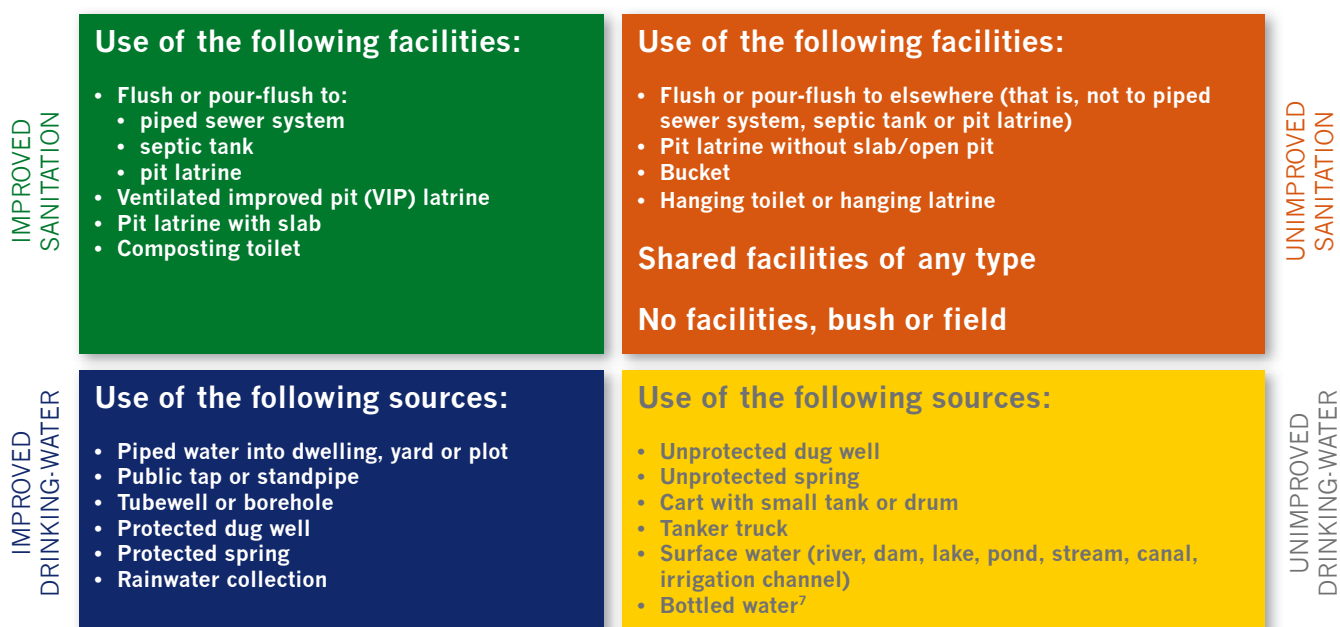 IMPROVED
SANITATION
Use of the following facilities:
• Flush or pour-flush to:
• piped sewer system
• septic tank
• pit latrine
• Ventilated improved pit (VIP) latrine
• Pit latrine with slab
• Composting toilet
Use of the following facilities:
• Flush or pour-flush to elsewhere (that is, not to piped
sewer system, septic tank or pit latrine)
• Pit latrine without slab/open pit
• Bucket
• Hanging toilet or hanging latrine
Shared facilities of any type
No facilities, bush or field
UNIMPROVED
SANITATION
IMPROVED
DRINKING-WATER
Use of the following sources:
• Piped water into dwelling, yard or plot
• Public tap or standpipe
• Tubewell or borehole
• Protected dug well
• Protected spring
• Rainwater collection
Use of the following sources:
• Unprotected dug well
• Unprotected spring
• Cart with small tank or drum
• Tanker truck
• Surface water (river, dam, lake, pond, stream, canal,
irrigation channel)
• Bottled water⁷
UNIMPROVED
DRINKING-WATER